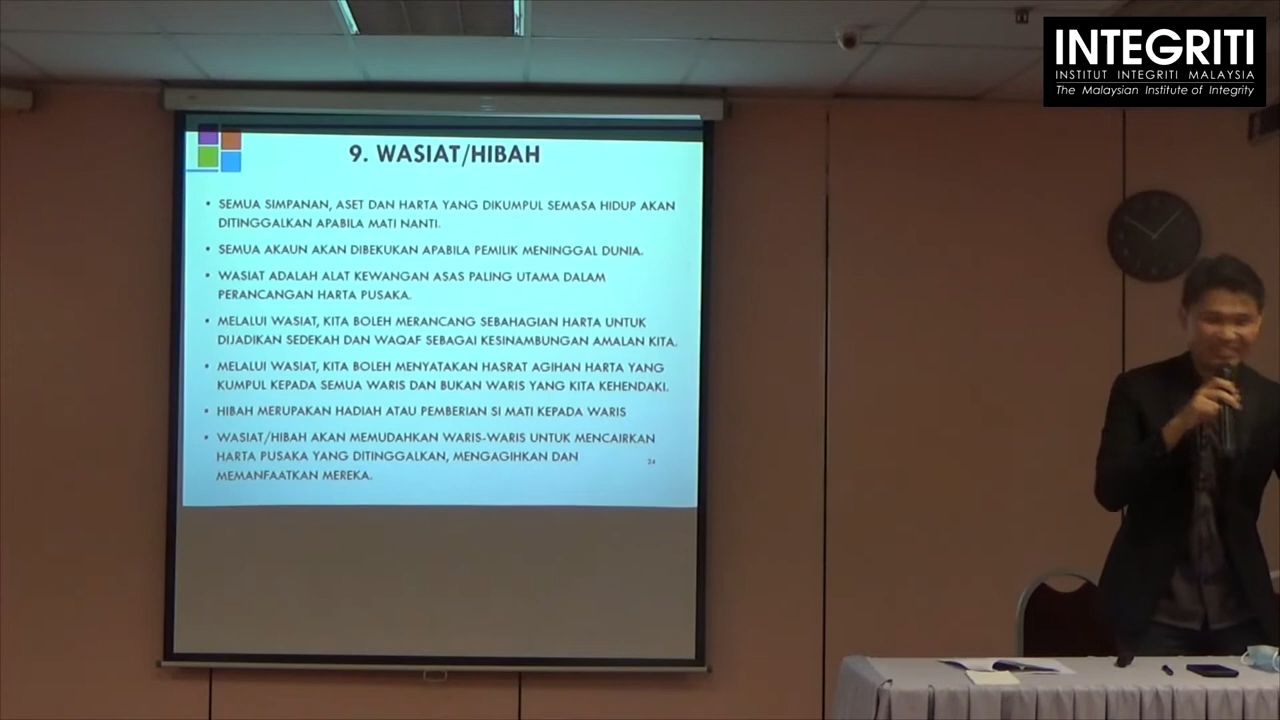 INTEGRITI
INSTITUT INTEGRITI MALAYSIA
The Malaysian Institute of Integrity
9. WASIAT/HIBAH
• SEMUA SIMPANAN, ASET DAN HARTA YANG DIKUMPUL SEMASA HIDUP AKAN
DITINGGALKAN APABILA MATI NANTI.
• SEMUA AKAUN AKAN DIBEKUKAN APABILA PEMILIK MENINGGAL DUNIA.
• WASIAT ADALAH ALAT KEWANGAN ASAS PALING UTAMA DALAM
PERANCANGAN HARTA PUSAKA.
• MELALUI WASIAT, KITA BOLEH MERANCANG SEBAHAGIAN HARTA UNTUK
DIJADIKAN SEDEKAH DAN WAQAF SEBAGAI KESINAMBUNGAN AMALAN KITA.
• MELALUI WASIAT, KITA BOLEH MENYATAKAN HASRAT AGIHAN HARTA YANG
KUMPUL KEPADA SEMUA WARIS DAN BUKAN WARIS YANG KITA KEHENDAKI.
• HIBAH MERUPAKAN HADIAH ATAU PEMBERIAN SI MATI KEPADA WARIS
• WASIAT/HIBAH AKAN MEMUDAHKAN WARIS-WARIS UNTUK MENCAIRKAN
HARTA PUSAKA YANG DITINGGALKAN, MENGAGIHKAN DAN
MEMANFAATKAN MEREKA.
24